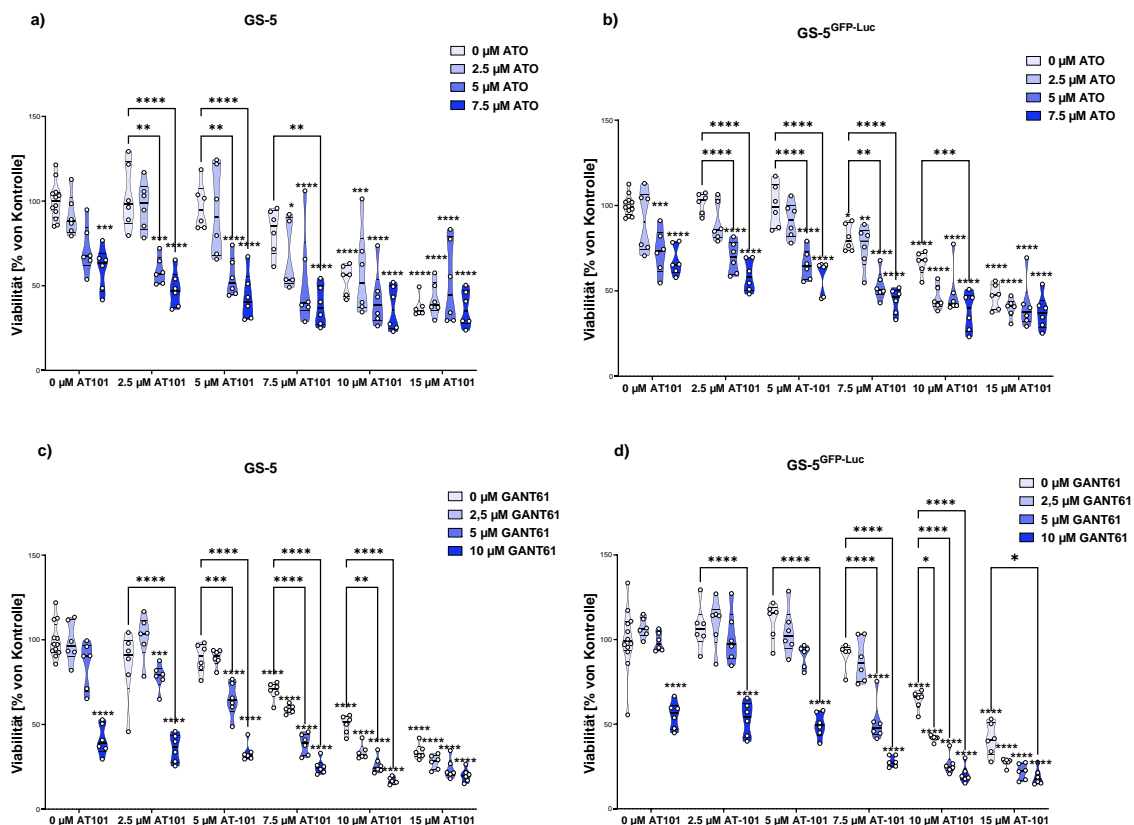 a)
GS-5
0 µM ATO
2.5 µM ATO
5 µM ATO
7.5 µM ATO
**** **** **
** **
**** ***
*
*** *** **** **** **** **** **** **** **** **** **** ****
Viabilität [% von Kontrolle]
150
100
50
0
0 µM AT101 2.5 µM AT101 5 µM AT101 7.5 µM AT101 10 µM AT101 15 µM AT101
b)
GS-5GFP-Luc
0 µM ATO
2.5 µM ATO
5 µM ATO
7.5 µM ATO
**** **** **** ***
**** **** **
Viabilität [% von Kontrolle]
150
100
50
0
0 µM AT101 2.5 µM AT101 5 µM AT-101 7.5 µM AT101 10 µM AT101 15 µM AT101
c)
GS-5
0 µM GANT61
2,5 µM GANT61
5 µM GANT61
10 µM GANT61
**** **** ****
**** *** **** **
Viabilität [% von Kontrolle]
150
100
50
0
0 µM AT101 2.5 µM AT101 5 µM AT-101 7.5 µM AT101 10 µM AT101 15 µM AT101
d)
GS-5GFP-Luc
0 µM GANT61
2,5 µM GANT61
5 µM GANT61
10 µM GANT61
****
**** ****
**** **** **** * *
Viabilität [% von Kontrolle]
150
100
50
0
0 µM AT101 2.5 µM AT-101 5 µM AT-101 7.5 µM AT-101 10 µM AT101 15 µM AT-101